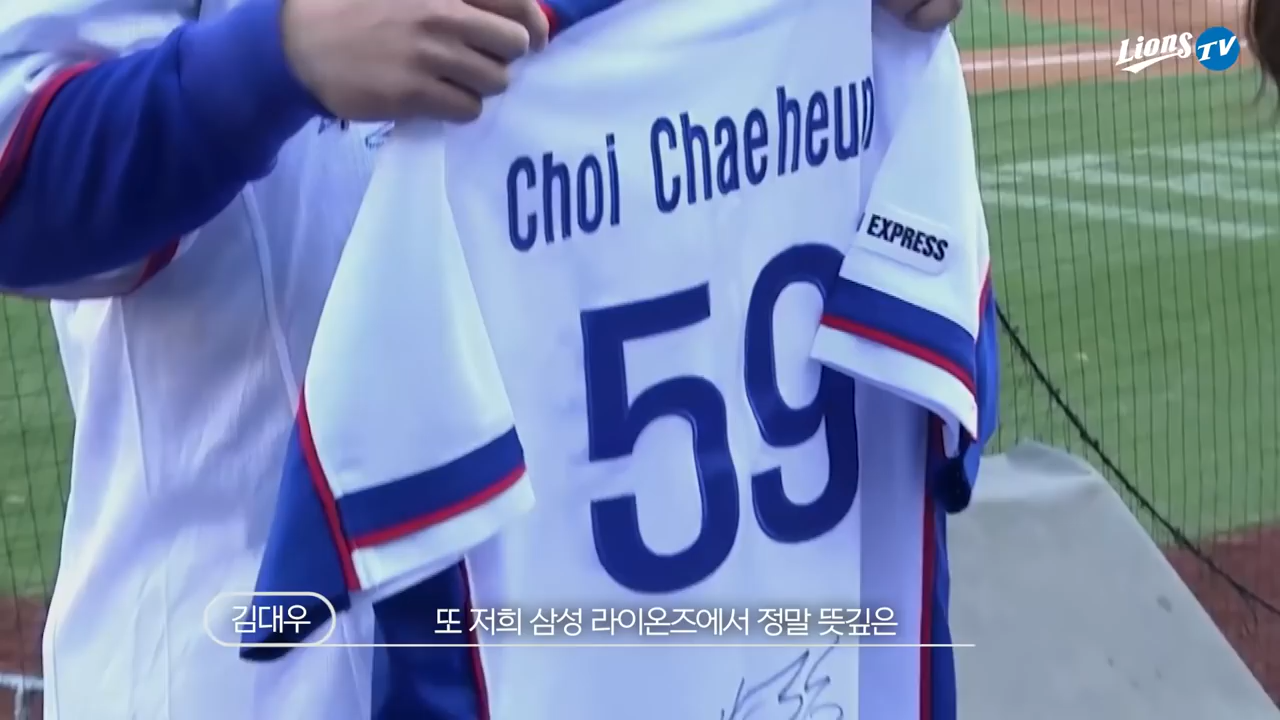 Lions TV
Choi Chaeheun
EXPRESS
59
김대우
또 저희 삼성 라이온즈에서 정말 뜻깊은